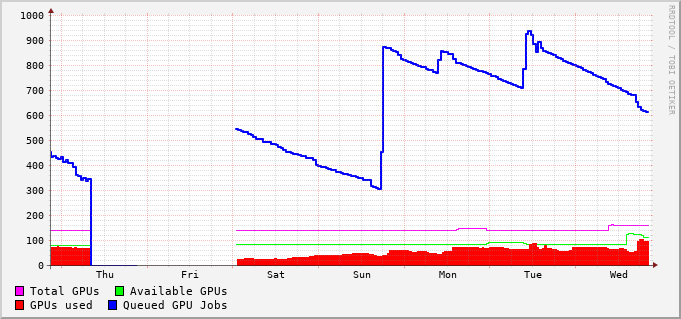 1000
900
800
700
600
500
400
300
200
100
0
Thu Fri Sat Sun Mon Tue Wed
RRDTOOL / TOBI OETIKER
Total GPUs Available GPUs
GPUs used Queued GPU Jobs